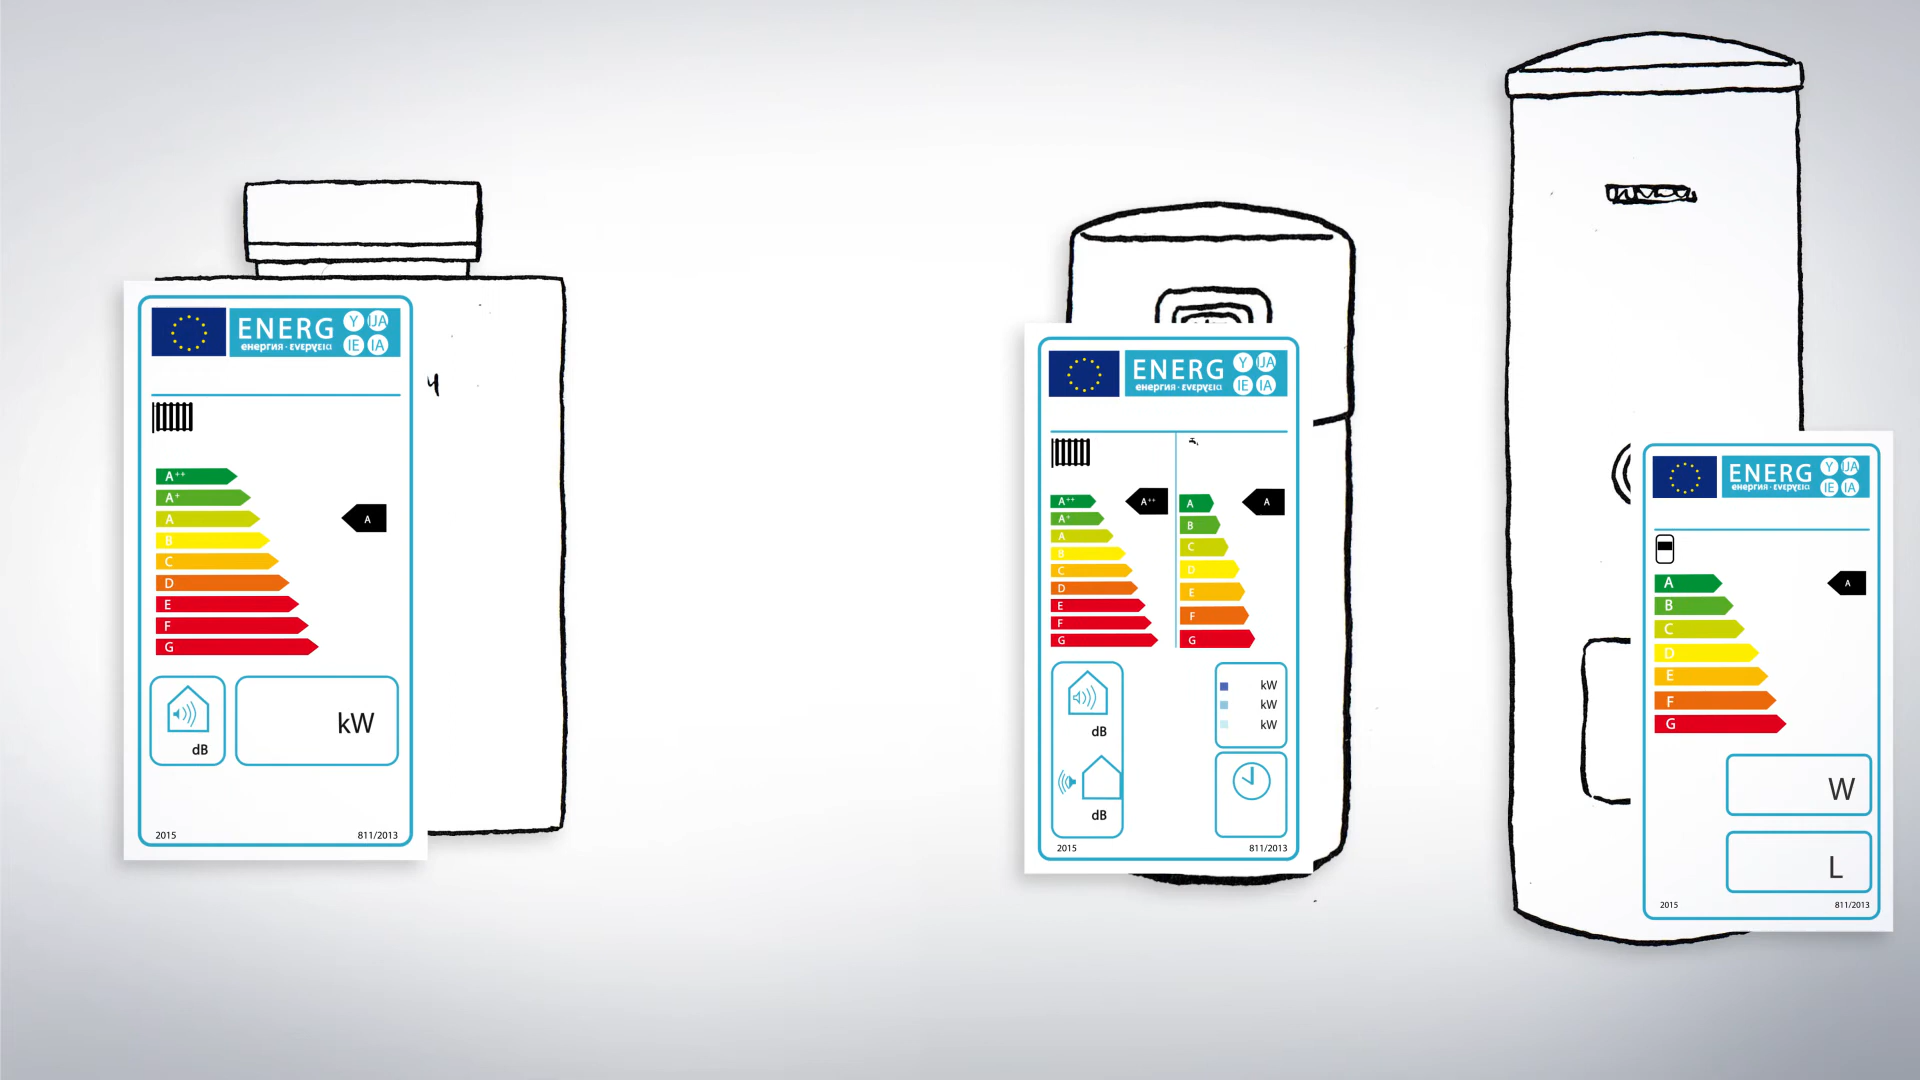 ENERG Y IJA
енергия · ενεργεια IE IA
A++
A+
A
A
B
C
D
E
F
G
dB
kW
2015 811/2013
ENERG Y IJA
енергия · ενεργεια IE IA
A++
A+
A
B
C
D
E
F
G
A++
A
B
C
D
E
F
G
A
dB
dB
kW
kW
kW
2015 811/2013
ENERG Y IJA
енергия · ενεργεια IE IA
A
B
C
D
E
F
G
A
W
L
2015 811/2013